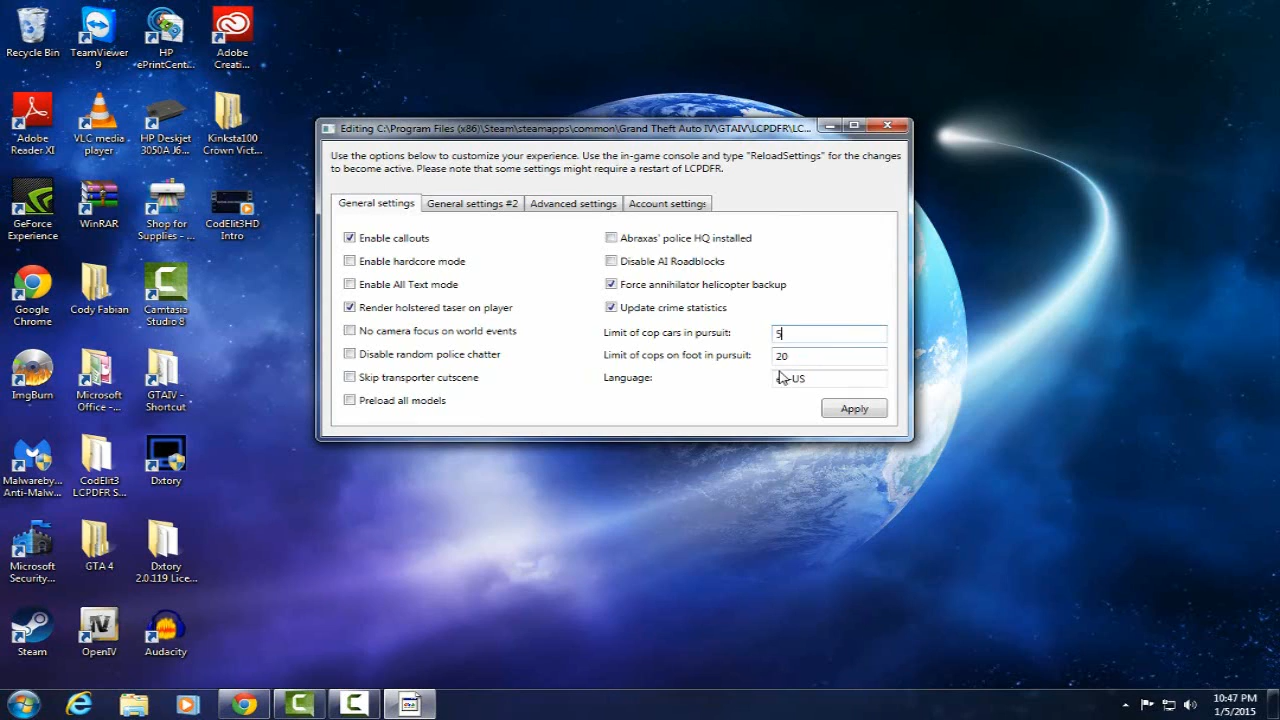 Recycle Bin
TeamViewer
9
HP
ePrintCent...
Adobe
Creati...
Adobe
Reader XI
VLC media
player
HP Deskjet
3050A J6...
Kinksta100
Crown Vict...
GeForce
Experience
WinRAR
Shop for
Supplies - ...
CodElit3HD
Intro
Google
Chrome
Cody Fabian
Camtasia
Studio 8
ImgBurn
Microsoft
Office -...
GTAIV -
Shortcut
Malwareby...
Anti-Malw...
CodElit3
LCPDFR S...
Dxtory
Microsoft
Security...
GTA 4
Dxtory
2.0.119 Lice...
Steam
OpenIV
Audacity
Editing C:\Program Files (x86)\Steam\steamapps\common\Grand Theft Auto IV\GTAIV\LCPDFR\LC...
Use the options below to customize your experience. Use the in-game console and type "ReloadSettings" for the changes
to become active. Please note that some settings might require a restart of LCPDFR.
General settings
General settings #2
Advanced settings
Account settings
Enable callouts
Enable hardcore mode
Enable All Text mode
Render holstered taser on player
No camera focus on world events
Disable random police chatter
Skip transporter cutscene
Preload all models
Abraxas' police HQ installed
Disable AI Roadblocks
Force annihilator helicopter backup
Update crime statistics
Limit of cop cars in pursuit:
5
Limit of cops on foot in pursuit:
20
Language:
-US
Apply
10:47 PM
1/5/2015